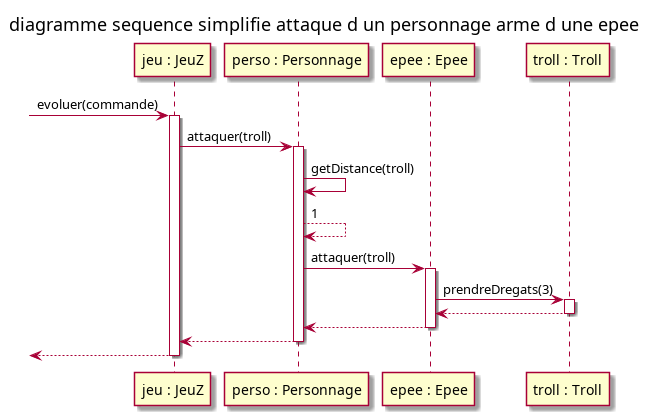 diagramme sequence simplifie attaque d un personnage arme d une epee
jeu : JeuZ
perso : Personnage
epee : Epee
troll : Troll
evoluer(commande)
attaquer(troll)
getDistance(troll)
1
attaquer(troll)
prendreDregats(3)
jeu : JeuZ
perso : Personnage
epee : Epee
troll : Troll